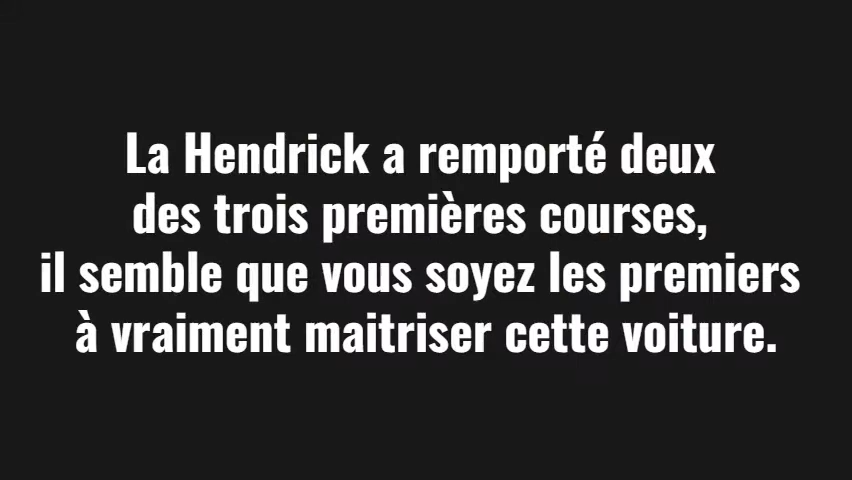 La Hendrick a remporté deux
des trois premières courses,
il semble que vous soyez les premiers
à vraiment maitriser cette voiture.